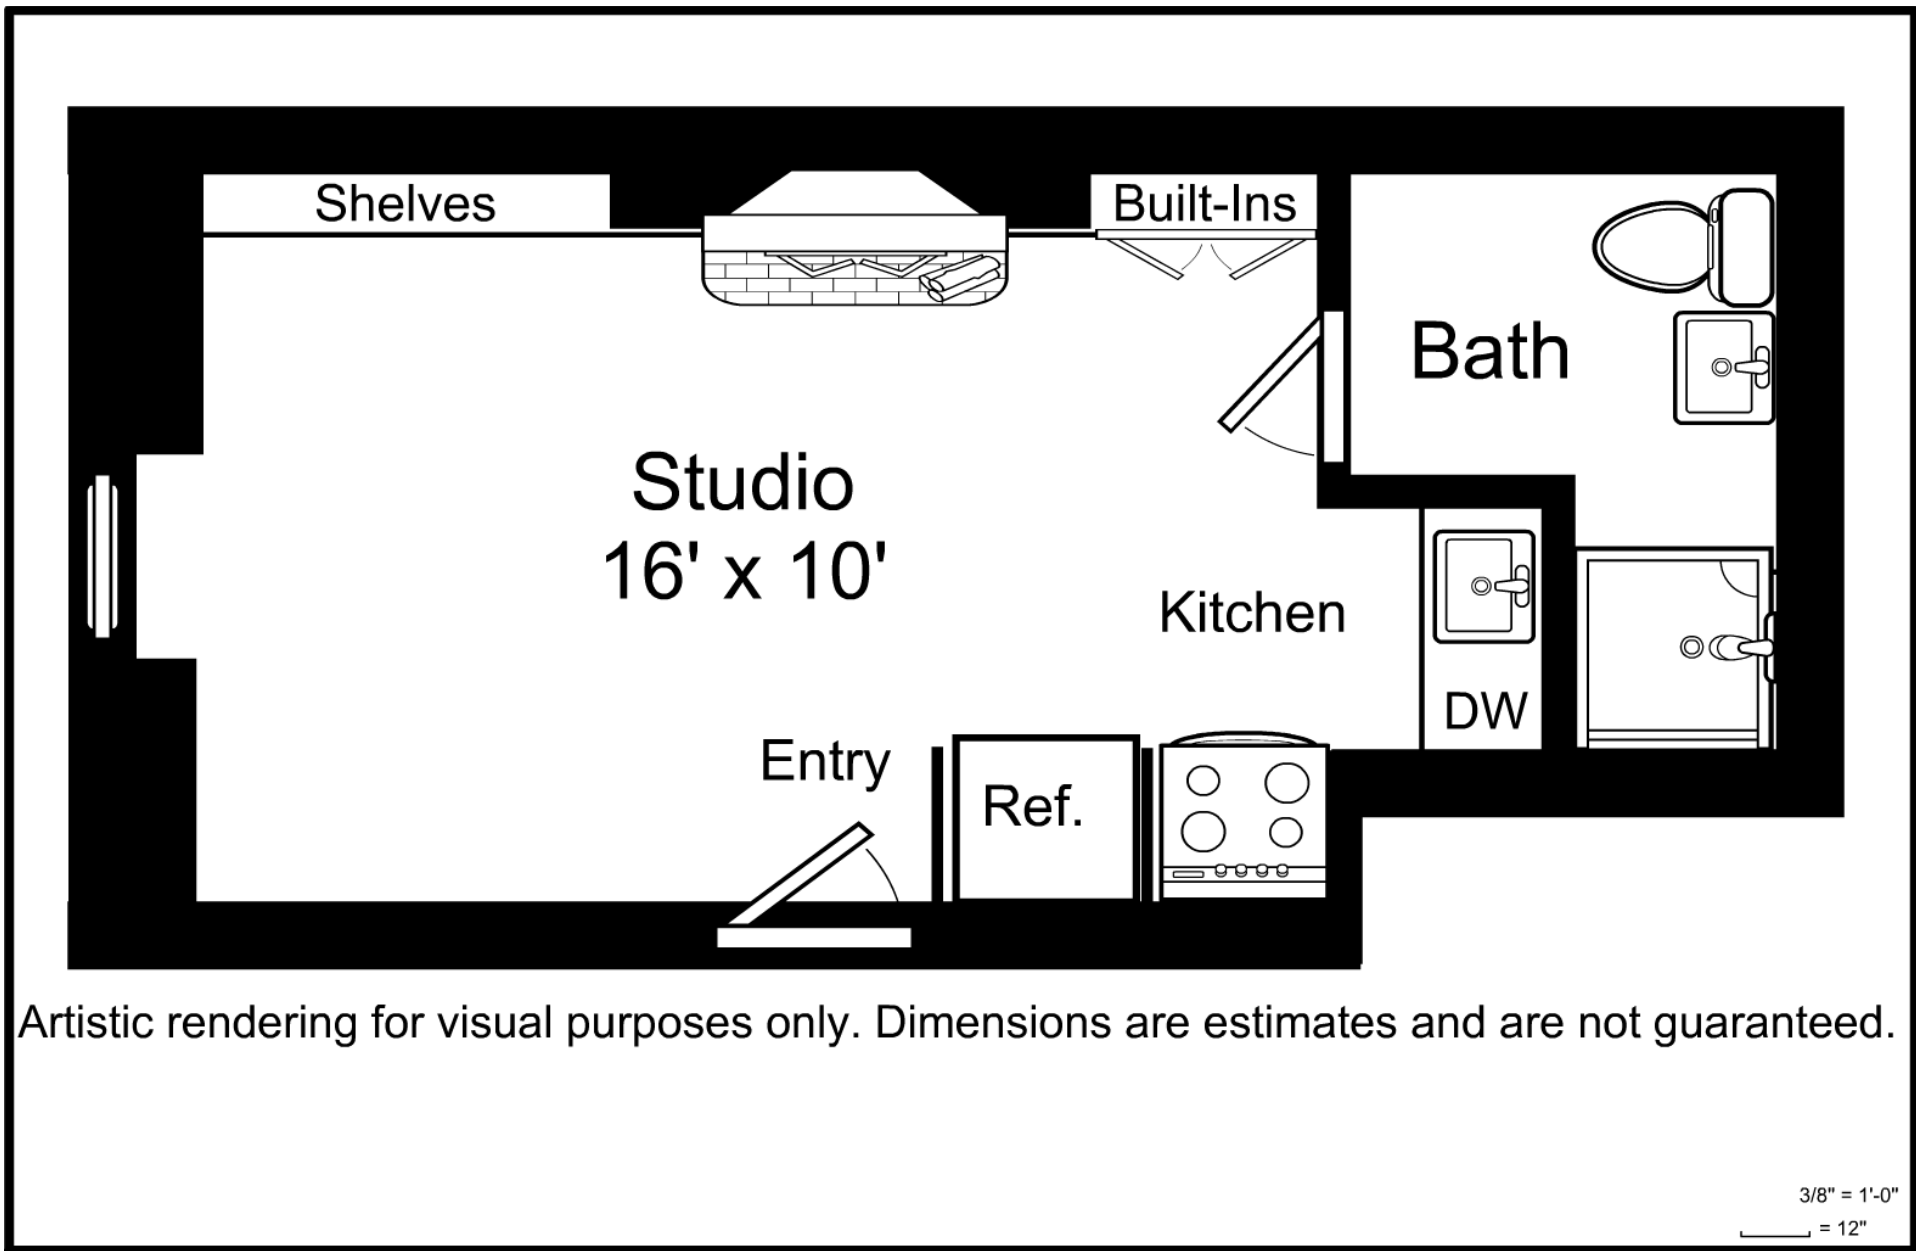 Shelves
Built-Ins
Bath
Studio
16' x 10'
Kitchen
DW
Entry
Ref.
Artistic rendering for visual purposes only. Dimensions are estimates and are not guaranteed.
3/8" = 1'-0"
= 12"